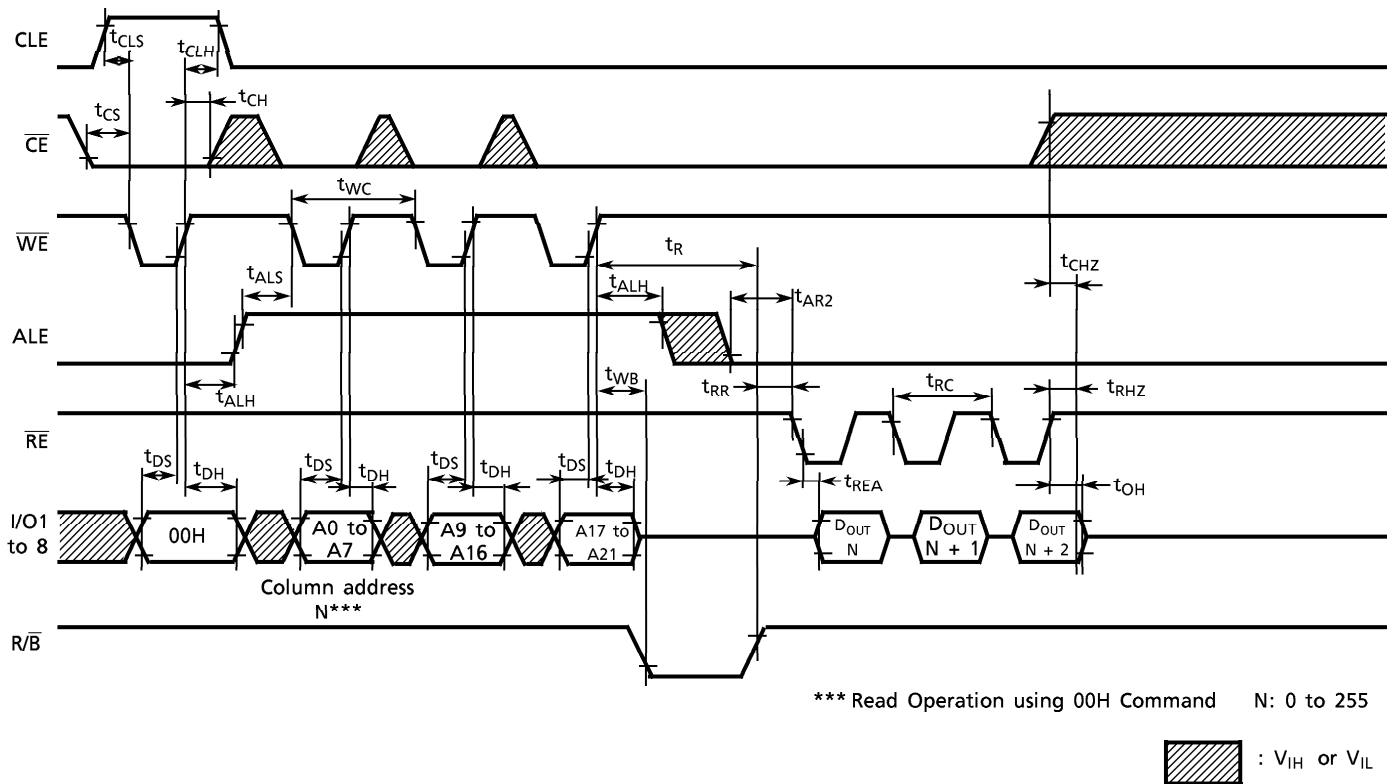 CLE
tCLS
tCLH
tCH
tCS
CE
tWC
WE
tR
tCHZ
tALS
tALH
tAR2
ALE
tALH
tWB
tRR
tRC
tRHZ
RE
tDS
tDH
tDS
tDH
tDS
tDH
tDS
tDH
tREA
tOH
I/O1
to 8
00H
A0 to
A7
A9 to
A16
A17 to
A21
DOUT
N
DOUT
N + 1
DOUT
N + 2
Column address
N***
R/B
*** Read Operation using 00H Command N: 0 to 255
: VIH or VIL